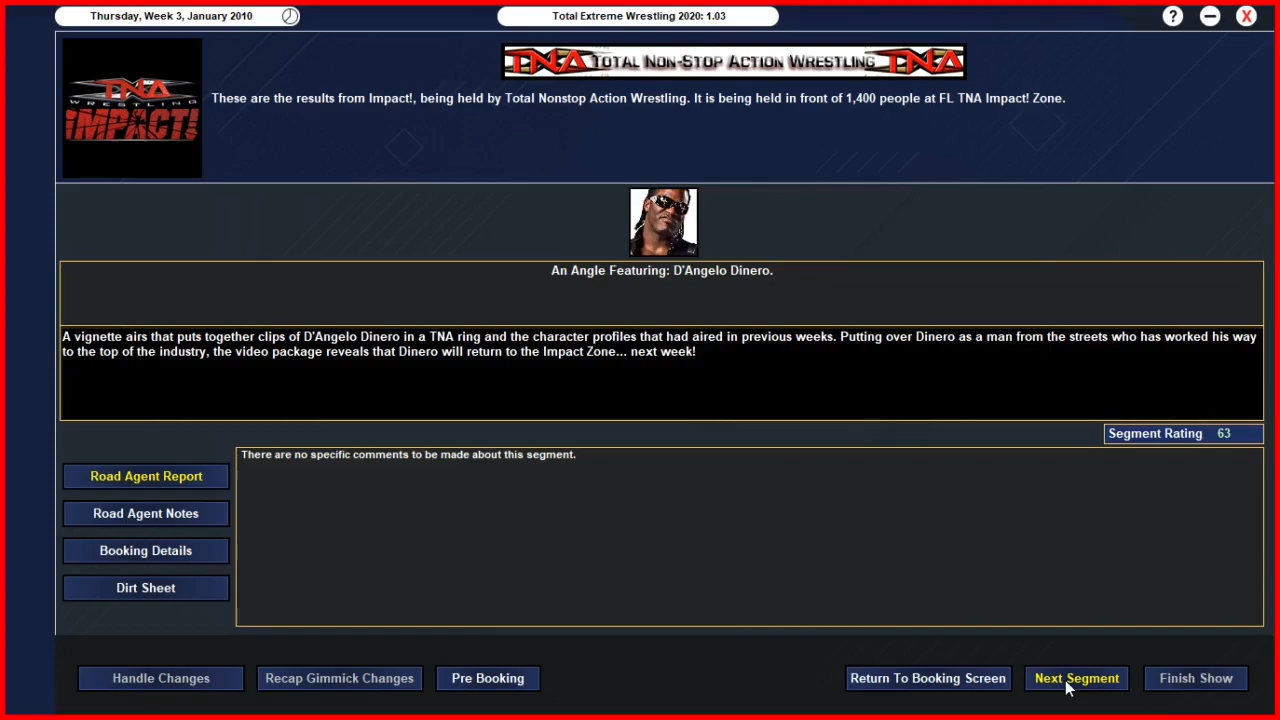 Thursday, Week 3, January 2010
Total Extreme Wrestling 2020: 1.03
?
X
TNA
WRESTLING
iMPACT!
TNA TOTAL NON-STOP ACTION WRESTLING TNA
These are the results from Impact!, being held by Total Nonstop Action Wrestling. It is being held in front of 1,400 people at FL TNA Impact! Zone.
An Angle Featuring: D'Angelo Dinero.
A vignette airs that puts together clips of D'Angelo Dinero in a TNA ring and the character profiles that had aired in previous weeks. Putting over Dinero as a man from the streets who has worked his way
to the top of the industry, the video package reveals that Dinero will return to the Impact Zone... next week!
Segment Rating 63
Road Agent Report
There are no specific comments to be made about this segment.
Road Agent Notes
Booking Details
Dirt Sheet
Handle Changes
Recap Gimmick Changes
Pre Booking
Return To Booking Screen
Next Segment
Finish Show